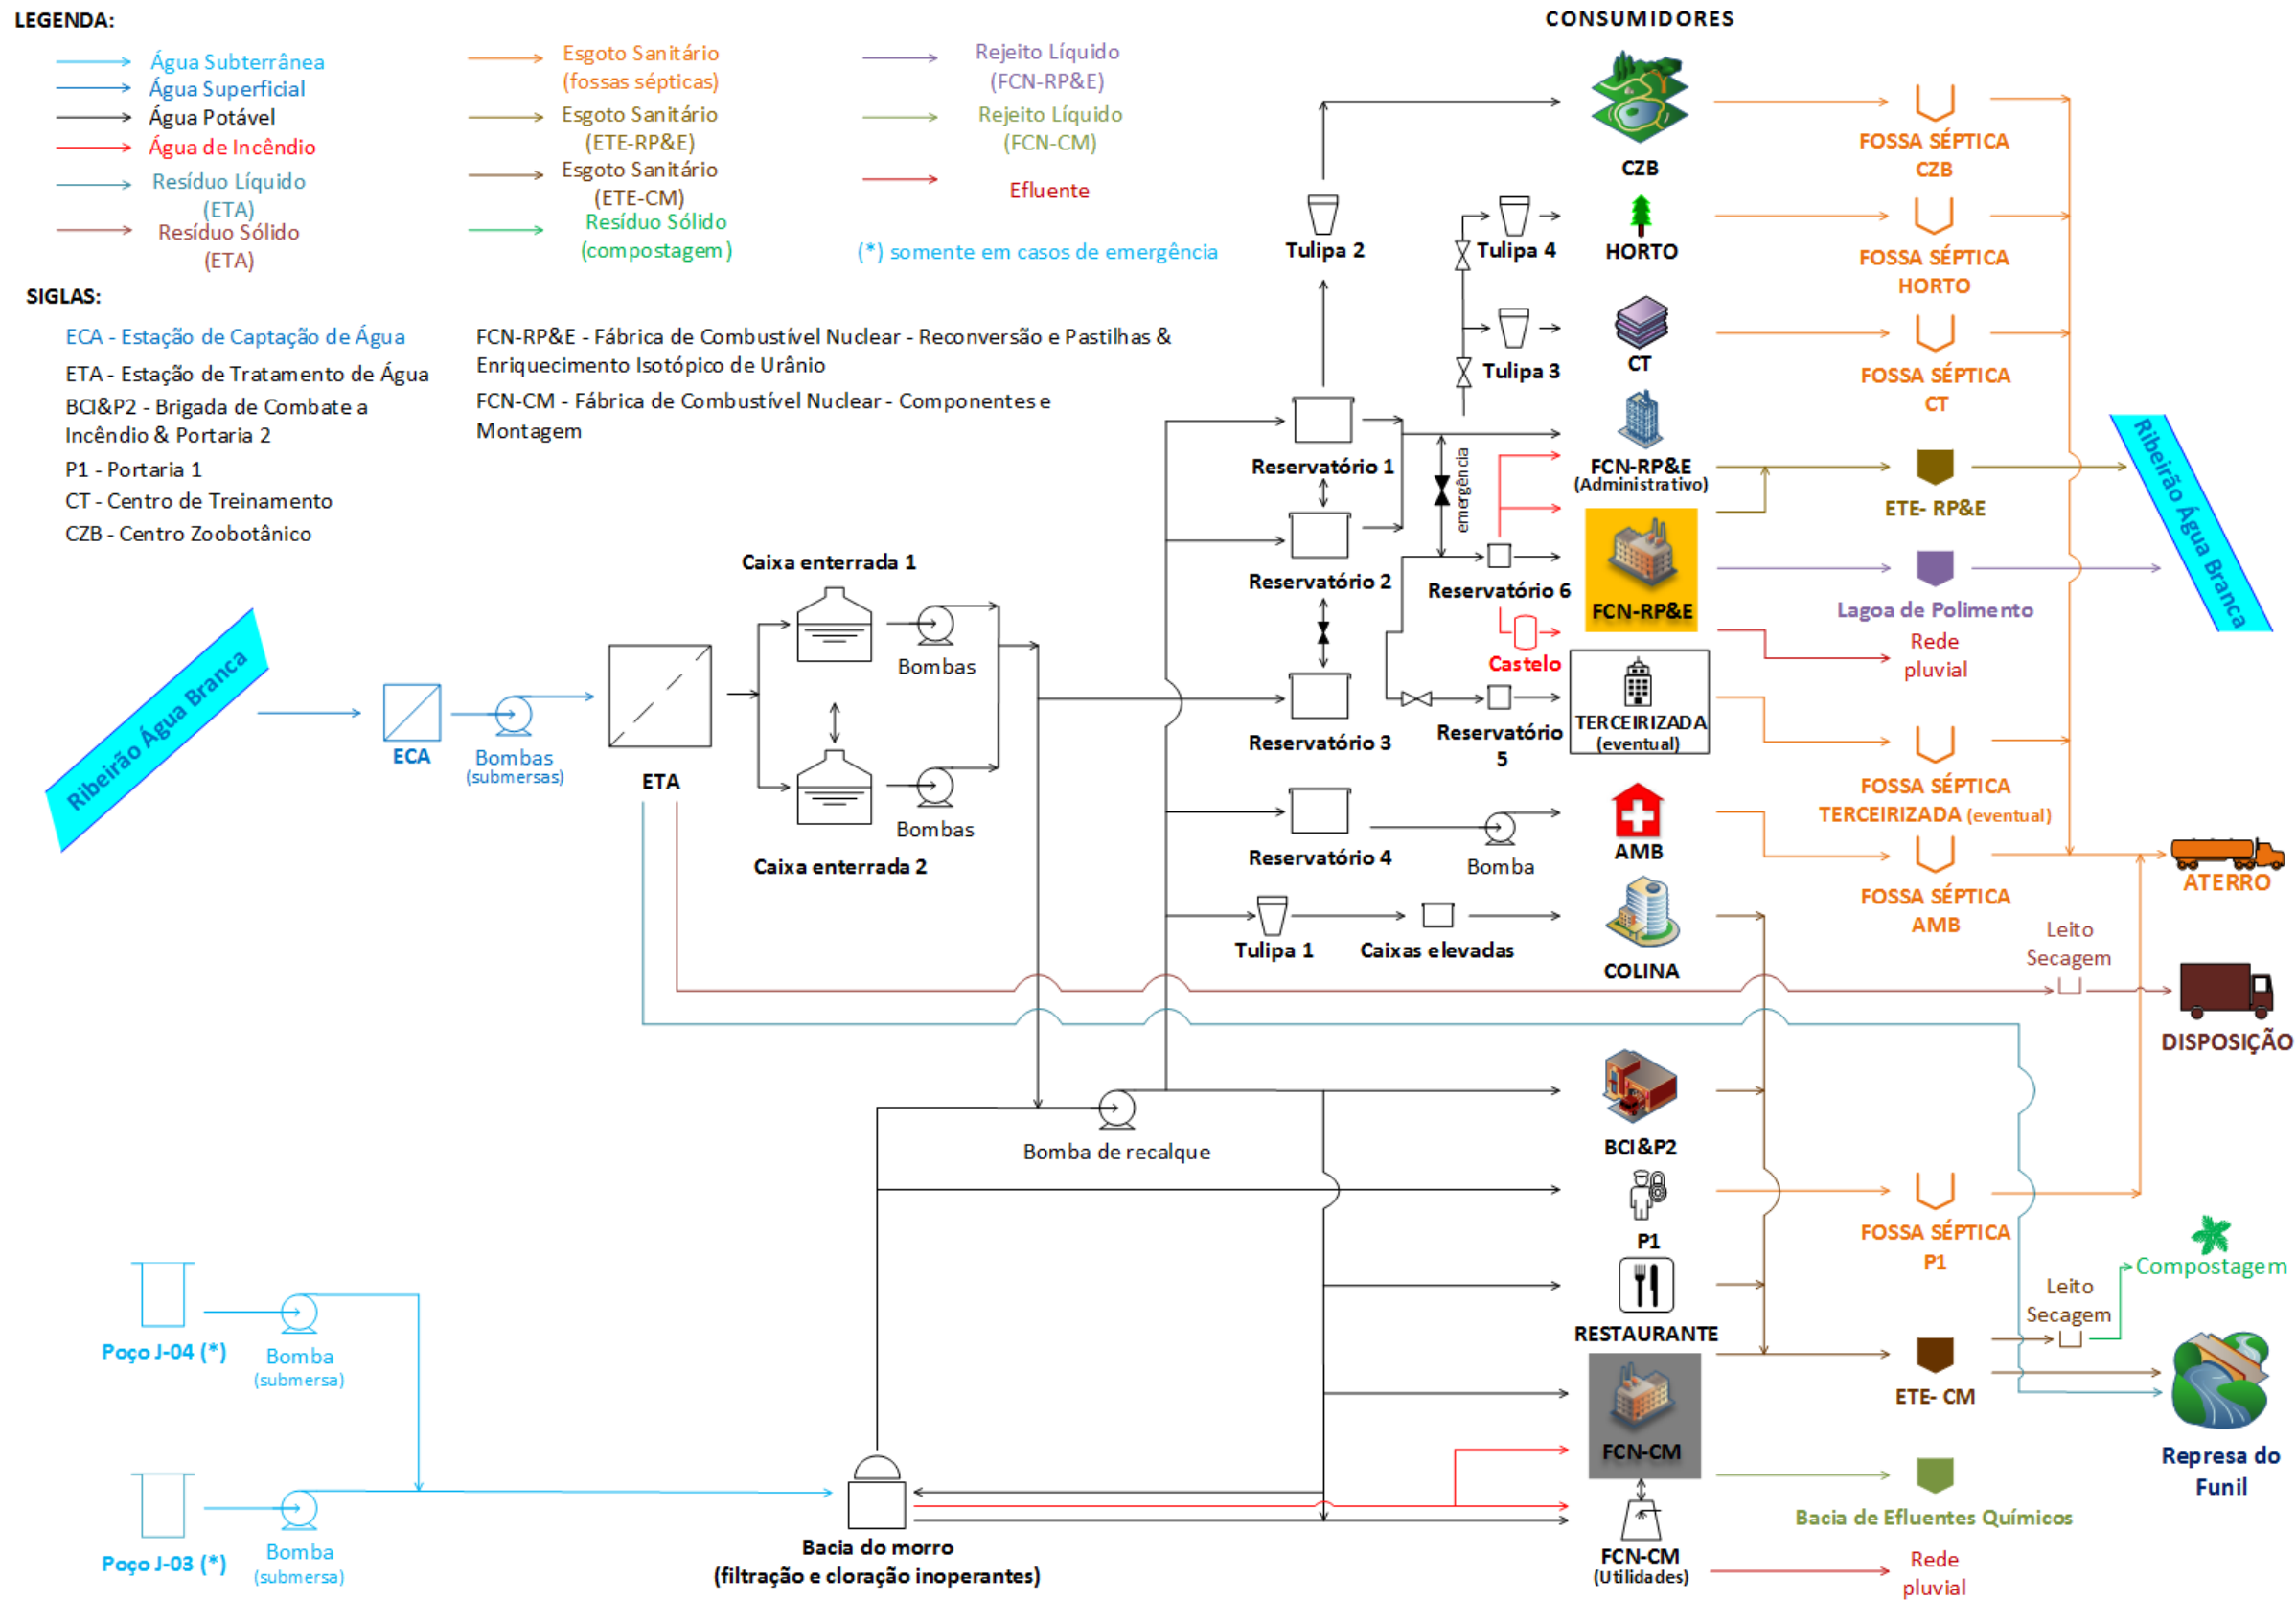 LEGENDA:
Água Subterrânea
Água Superficial
Água Potável
Água de Incêndio
Resíduo Líquido
(ETA)
Resíduo Sólido
(ETA)
Esgoto Sanitário
(fossas sépticas)
Esgoto Sanitário
(ETE-RP&E)
Esgoto Sanitário
(ETE-CM)
Resíduo Sólido
(compostagem)
Rejeito Líquido
(FCN-RP&E)
Rejeito Líquido
(FCN-CM)
Efluente
(*) somente em casos de emergência
SIGLAS:
ECA - Estação de Captação de Água
ETA - Estação de Tratamento de Água
BCI&P2 - Brigada de Combate a
Incêndio & Portaria 2
P1 - Portaria 1
CT - Centro de Treinamento
CZB - Centro Zoobotânico
FCN-RP&E - Fábrica de Combustível Nuclear - Reconversão e Pastilhas &
Enriquecimento Isotópico de Urânio
FCN-CM - Fábrica de Combustível Nuclear - Componentes e
Montagem
CONSUMIDORES
CZB
HORTO
CT
FCN-RP&E
(Administrativo)
FCN-RP&E
TERCEIRIZADA
(eventual)
AMB
COLINA
BCI&P2
P1
RESTAURANTE
FCN-CM
FCN-CM
(Utilidades)
Tulipa 2
Tulipa 4
Tulipa 3
Reservatório 1
Reservatório 2
Reservatório 3
Reservatório 4
emergência
Reservatório 6
Castelo
Reservatório
5
Bomba
Tulipa 1
Caixas elevadas
Ribeirão Água Branca
ECA
Bombas
(submersas)
ETA
Caixa enterrada 1
Bombas
Bombas
Caixa enterrada 2
Bomba de recalque
Poço J-04 (*)
Bomba
(submersa)
Poço J-03 (*)
Bomba
(submersa)
Bacia do morro
(filtração e cloração inoperantes)
FOSSA SÉPTICA
CZB
FOSSA SÉPTICA
HORTO
FOSSA SÉPTICA
CT
ETE- RP&E
Lagoa de Polimento
Rede
pluvial
Ribeirão Água Branca
FOSSA SÉPTICA
TERCEIRIZADA (eventual)
FOSSA SÉPTICA
AMB
ATERRO
Leito
Secagem
DISPOSIÇÃO
FOSSA SÉPTICA
P1
Compostagem
Leito
Secagem
ETE- CM
Represa do
Funil
Bacia de Efluentes Químicos
Rede
pluvial